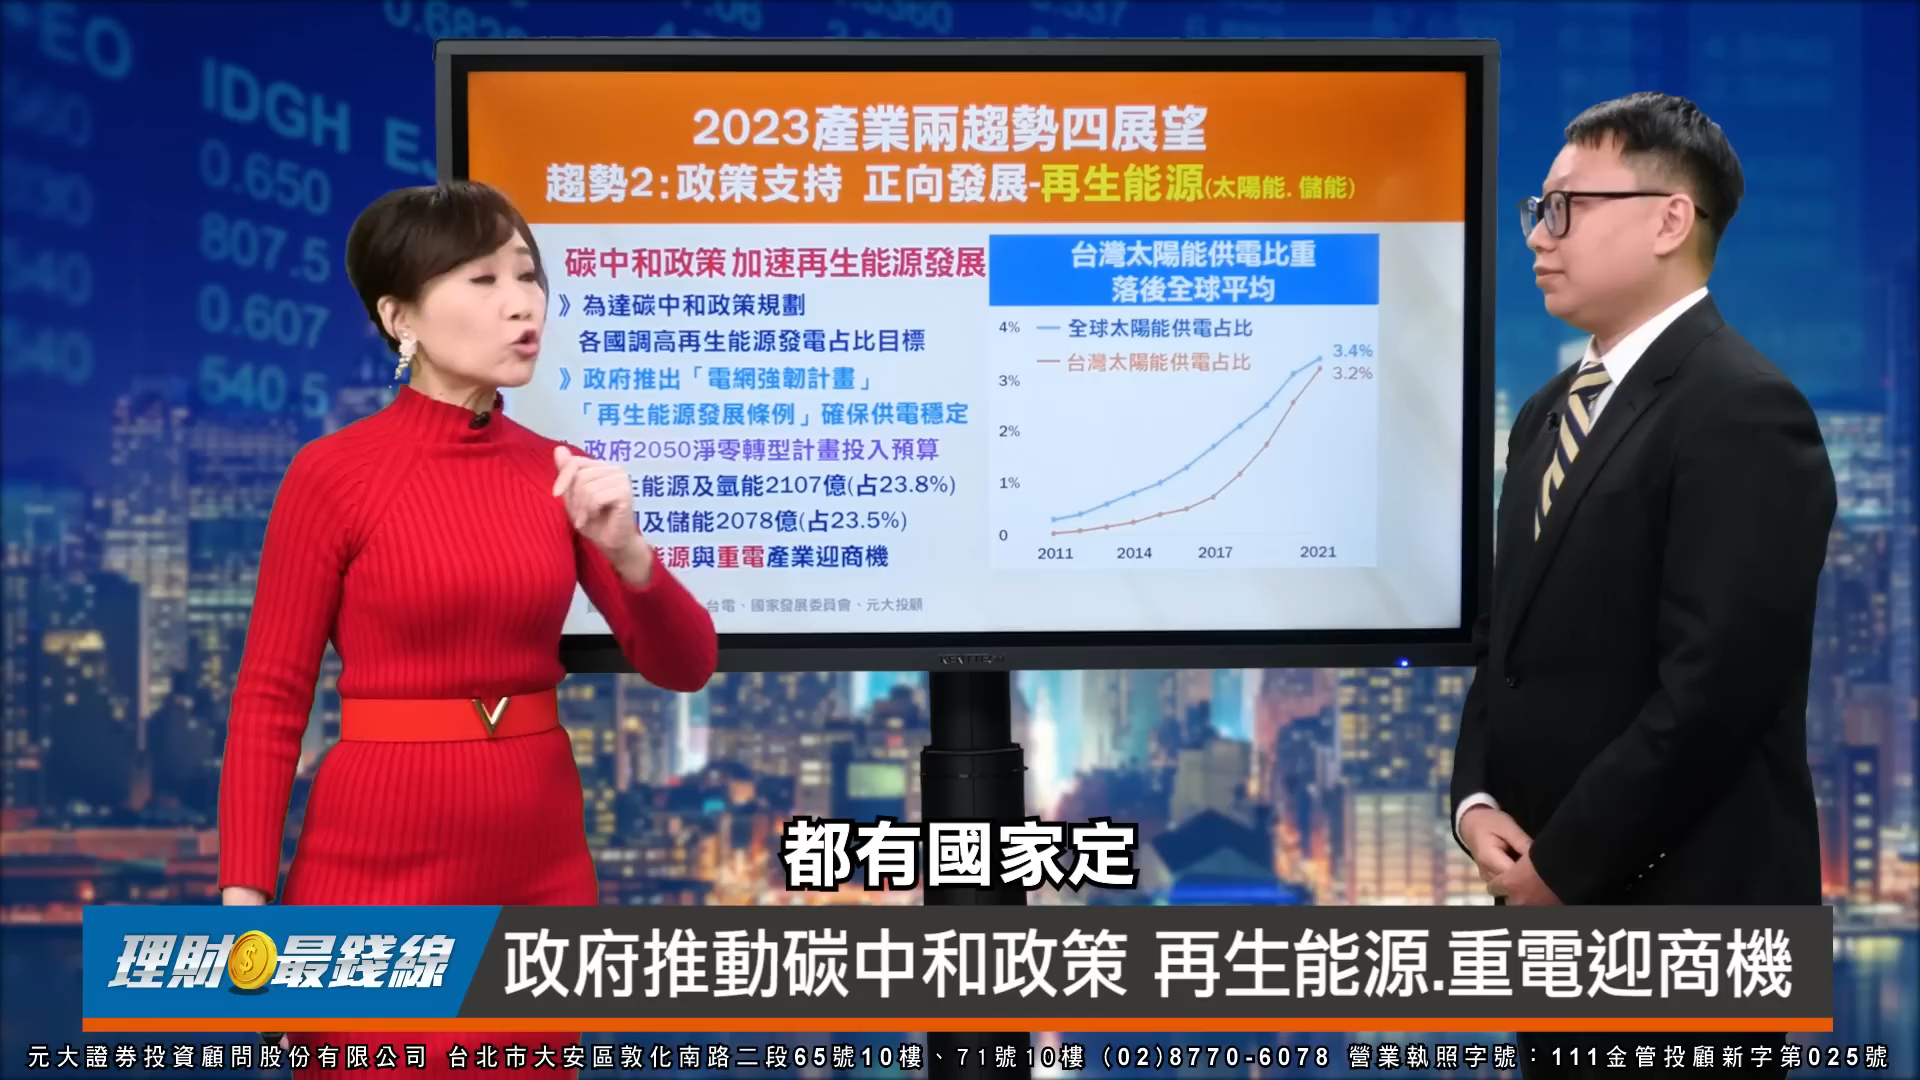 +EO
IDGH
0.650
807.5
0.607
540.5
2023產業兩趨勢四展望
趨勢2:政策支持 正向發展-再生能源(太陽能.儲能)
碳中和政策加速再生能源發展
》為達碳中和政策規劃
各國調高再生能源發電占比目標
》政府推出「電網強韌計畫」
「再生能源發展條例」確保供電穩定
政府2050淨零轉型計畫投入預算
生能源及氫能2107億(占23.8%)
及儲能2078億(占23.5%)
能源與重電產業迎商機
台電、國家發展委員會、元大投顧
台灣太陽能供電比重
落後全球平均
4%
全球太陽能供電占比
台灣太陽能供電占比
3.4%
3.2%
3%
2%
1%
0
2011 2014 2017 2021
都有國家定
理財最錢線
政府推動碳中和政策 再生能源.重電迎商機
元大證券投資顧問股份有限公司 台北市大安區敦化南路二段65號10樓、71號10樓 (02)8770-6078 營業執照字號：111金管投顧新字第025號